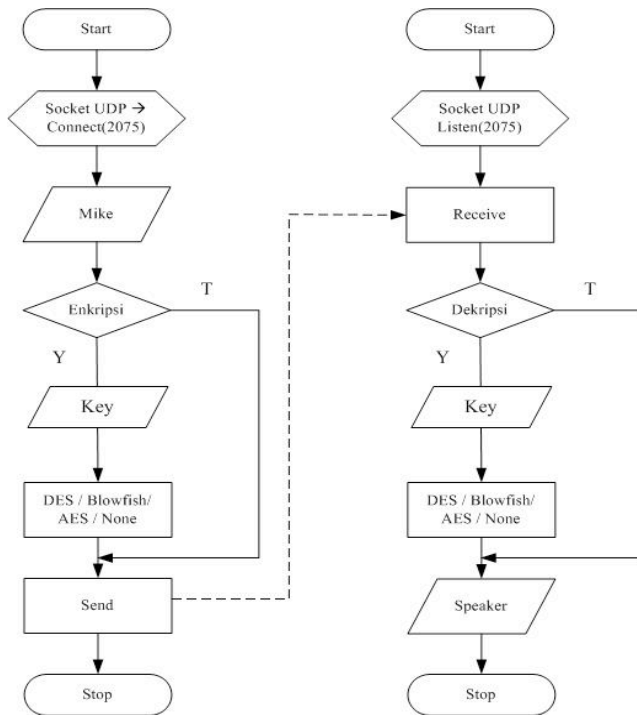 Start
Socket UDP →
Connect(2075)
Mike
Enkripsi
T
Y
Key
DES / Blowfish/
AES / None
Send
Stop
Start
Socket UDP
Listen(2075)
Receive
Dekripsi
T
Y
Key
DES / Blowfish/
AES / None
Speaker
Stop